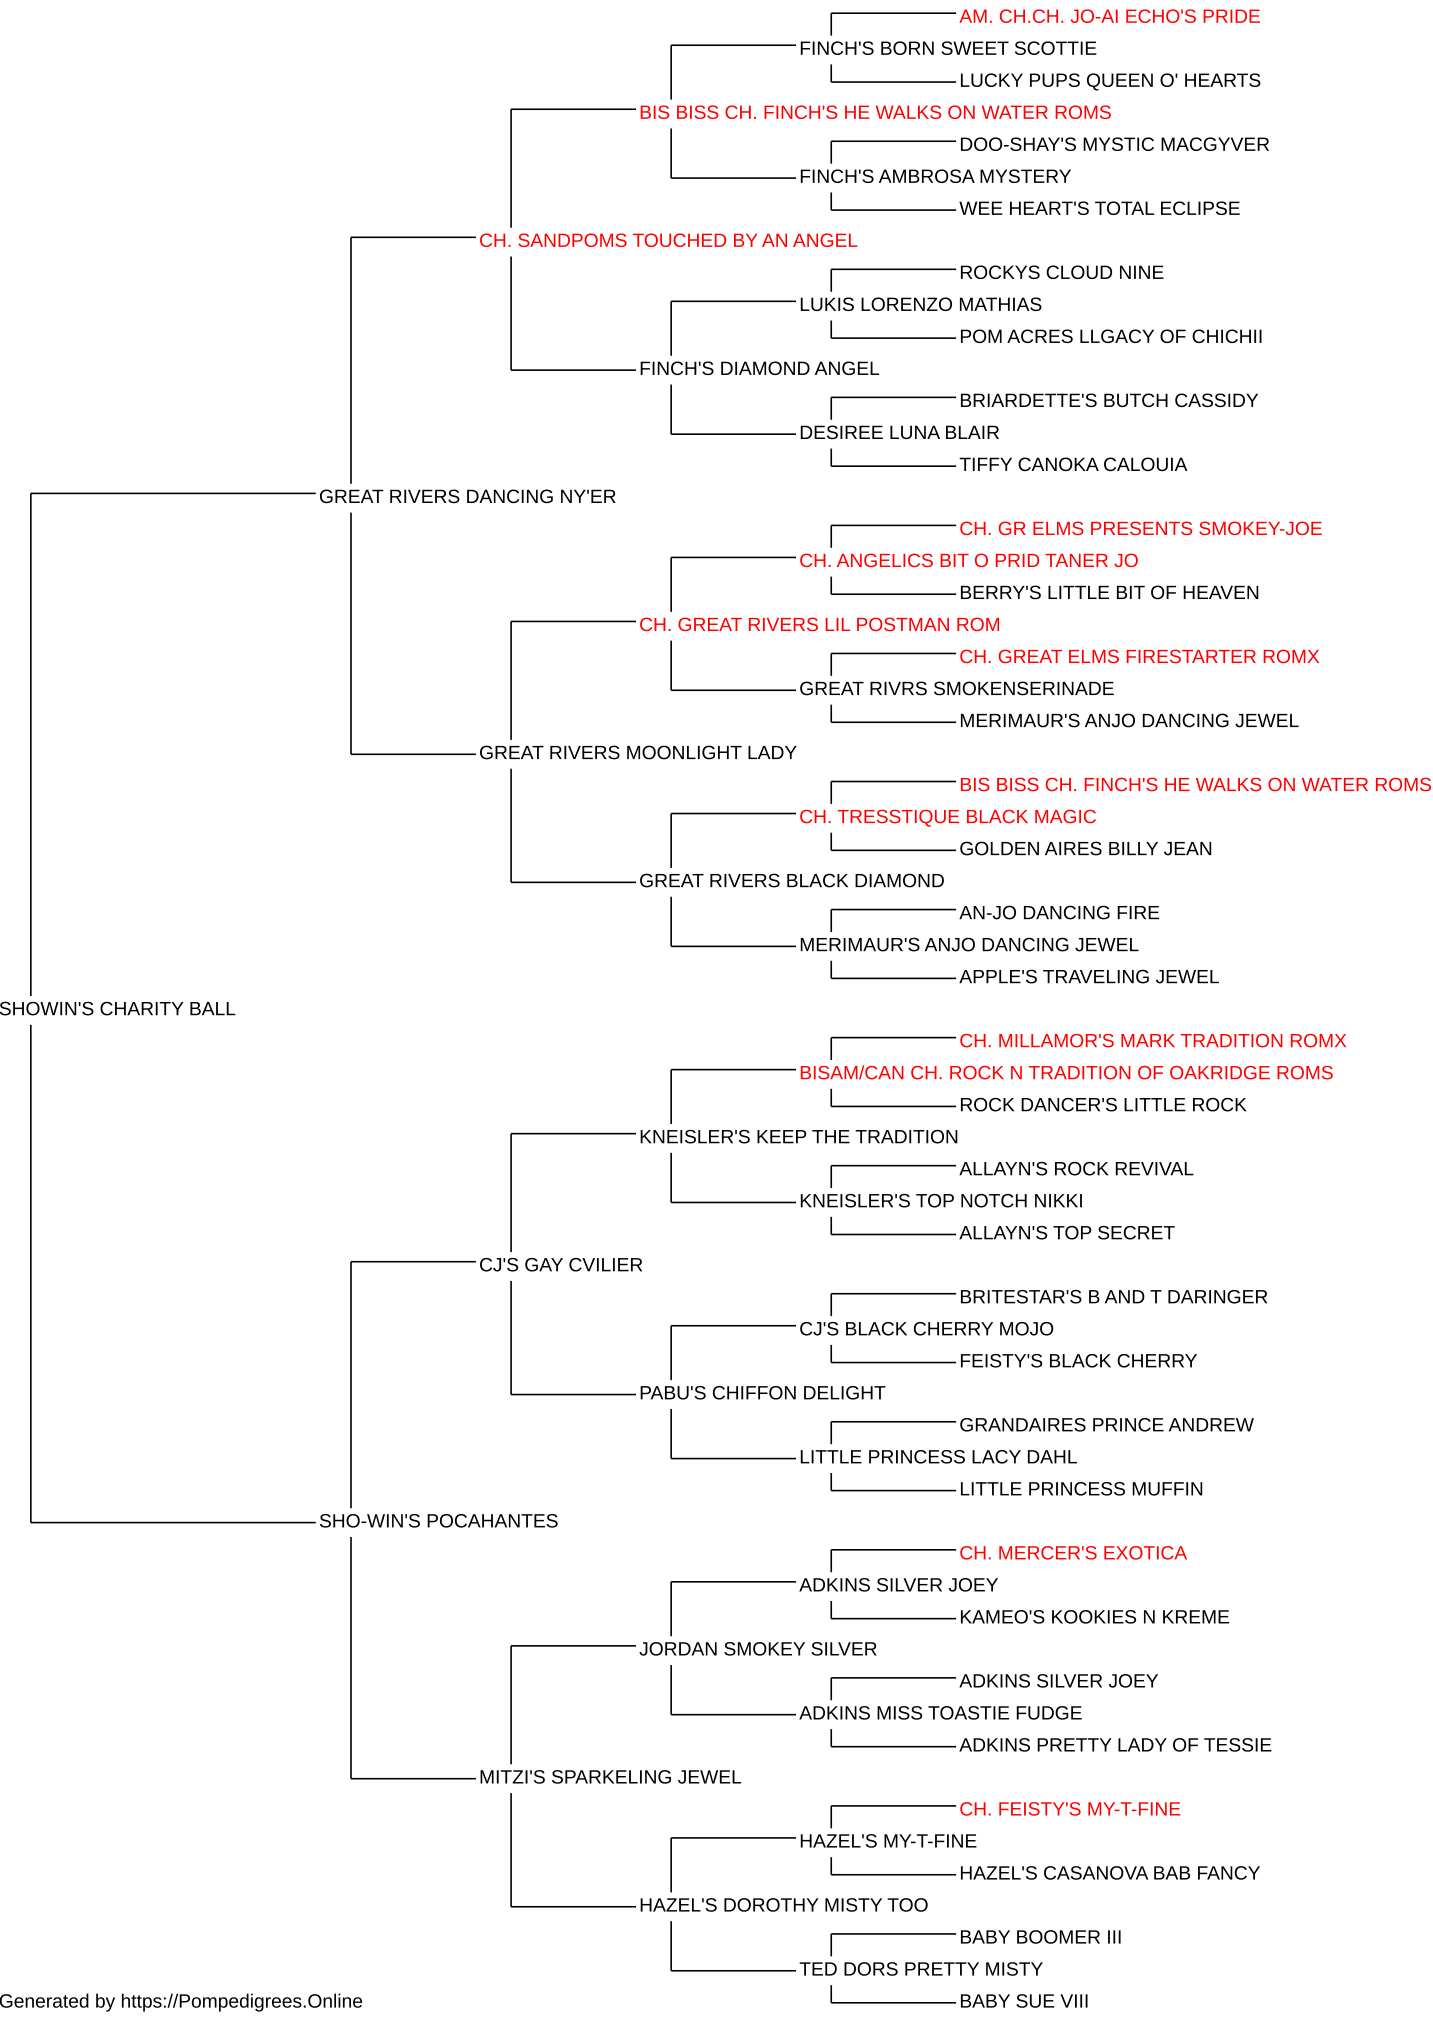 AM. CH.CH. JO-AI ECHO'S PRIDE
FINCH'S BORN SWEET SCOTTIE
LUCKY PUPS QUEEN O' HEARTS
BIS BISS CH. FINCH'S HE WALKS ON WATER ROMS
DOO-SHAY'S MYSTIC MACGYVER
FINCH'S AMBROSA MYSTERY
WEE HEART'S TOTAL ECLIPSE
CH. SANDPOMS TOUCHED BY AN ANGEL
ROCKYS CLOUD NINE
LUKIS LORENZO MATHIAS
POM ACRES LLGACY OF CHICHII
FINCH'S DIAMOND ANGEL
BRIARDETTE'S BUTCH CASSIDY
DESIREE LUNA BLAIR
TIFFY CANOKA CALOUIA
GREAT RIVERS DANCING NY'ER
CH. GR ELMS PRESENTS SMOKEY-JOE
CH. ANGELICS BIT O PRID TANER JO
BERRY'S LITTLE BIT OF HEAVEN
CH. GREAT RIVERS LIL POSTMAN ROM
CH. GREAT ELMS FIRESTARTER ROMX
GREAT RIVRS SMOKENSERINADE
MERIMAUR'S ANJO DANCING JEWEL
GREAT RIVERS MOONLIGHT LADY
BIS BISS CH. FINCH'S HE WALKS ON WATER ROMS
CH. TRESSTIQUE BLACK MAGIC
GOLDEN AIRES BILLY JEAN
GREAT RIVERS BLACK DIAMOND
AN-JO DANCING FIRE
MERIMAUR'S ANJO DANCING JEWEL
APPLE'S TRAVELING JEWEL
SHOWIN'S CHARITY BALL
CH. MILLAMOR'S MARK TRADITION ROMX
BISAM/CAN CH. ROCK N TRADITION OF OAKRIDGE ROMS
ROCK DANCER'S LITTLE ROCK
KNEISLER'S KEEP THE TRADITION
ALLAYN'S ROCK REVIVAL
KNEISLER'S TOP NOTCH NIKKI
ALLAYN'S TOP SECRET
CJ'S GAY CVILIER
BRITESTAR'S B AND T DARINGER
CJ'S BLACK CHERRY MOJO
FEISTY'S BLACK CHERRY
PABU'S CHIFFON DELIGHT
GRANDAIRES PRINCE ANDREW
LITTLE PRINCESS LACY DAHL
LITTLE PRINCESS MUFFIN
SHO-WIN'S POCAHANTES
CH. MERCER'S EXOTICA
ADKINS SILVER JOEY
KAMEO'S KOOKIES N KREME
JORDAN SMOKEY SILVER
ADKINS SILVER JOEY
ADKINS MISS TOASTIE FUDGE
ADKINS PRETTY LADY OF TESSIE
MITZI'S SPARKELING JEWEL
CH. FEISTY'S MY-T-FINE
HAZEL'S MY-T-FINE
HAZEL'S CASANOVA BAB FANCY
HAZEL'S DOROTHY MISTY TOO
BABY BOOMER III
TED DORS PRETTY MISTY
BABY SUE VIII
Generated by https://Pompedigrees.Online